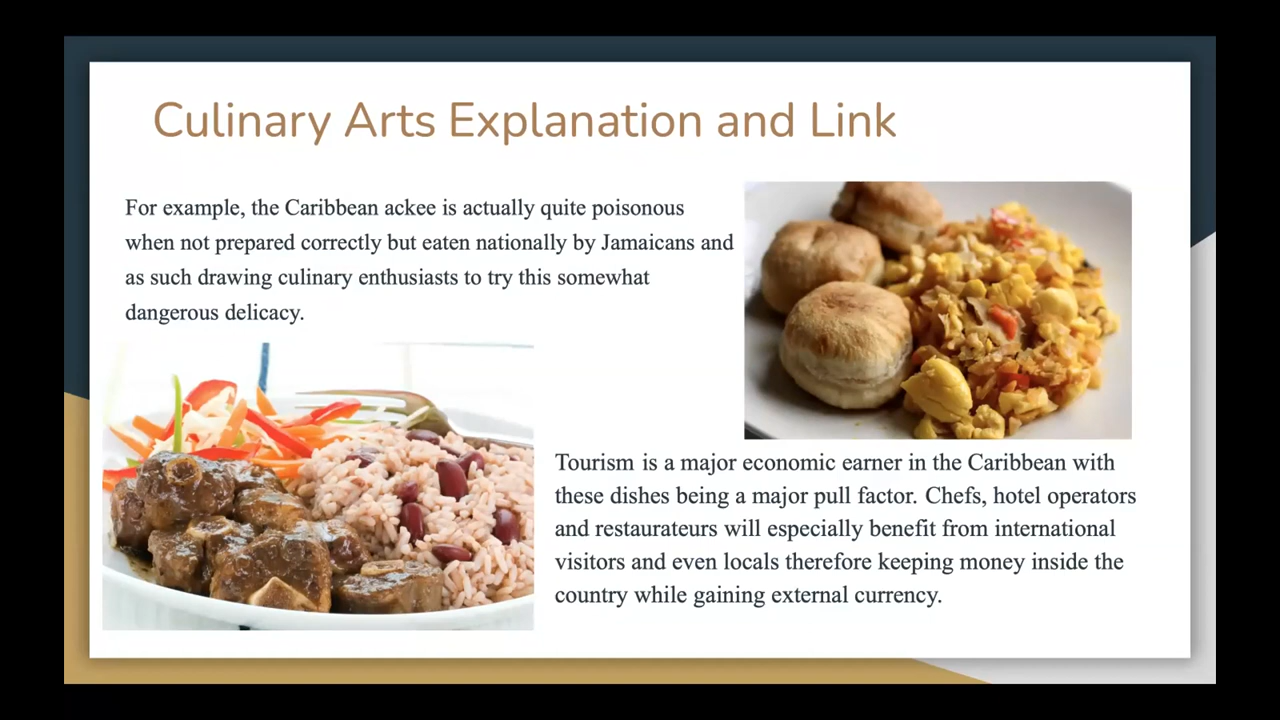 Culinary Arts Explanation and Link
For example, the Caribbean ackee is actually quite poisonous
when not prepared correctly but eaten nationally by Jamaicans and
as such drawing culinary enthusiasts to try this somewhat
dangerous delicacy.
Tourism is a major economic earner in the Caribbean with
these dishes being a major pull factor. Chefs, hotel operators
and restaurateurs will especially benefit from international
visitors and even locals therefore keeping money inside the
country while gaining external currency.